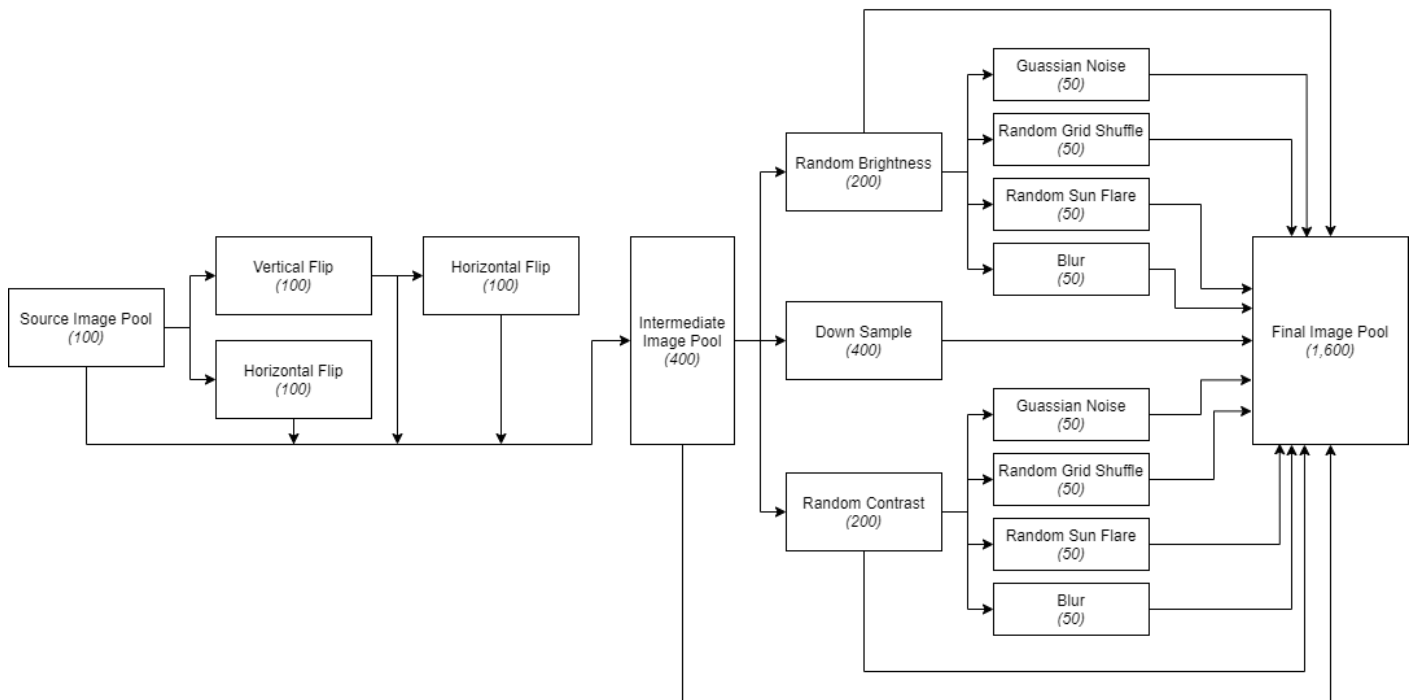 Source Image Pool
(100)
Vertical Flip
(100)
Horizontal Flip
(100)
Horizontal Flip
(100)
Intermediate
Image Pool
(400)
Random Brightness
(200)
Down Sample
(400)
Random Contrast
(200)
Guassian Noise
(50)
Random Grid Shuffle
(50)
Random Sun Flare
(50)
Blur
(50)
Guassian Noise
(50)
Random Grid Shuffle
(50)
Random Sun Flare
(50)
Blur
(50)
Final Image Pool
(1,600)